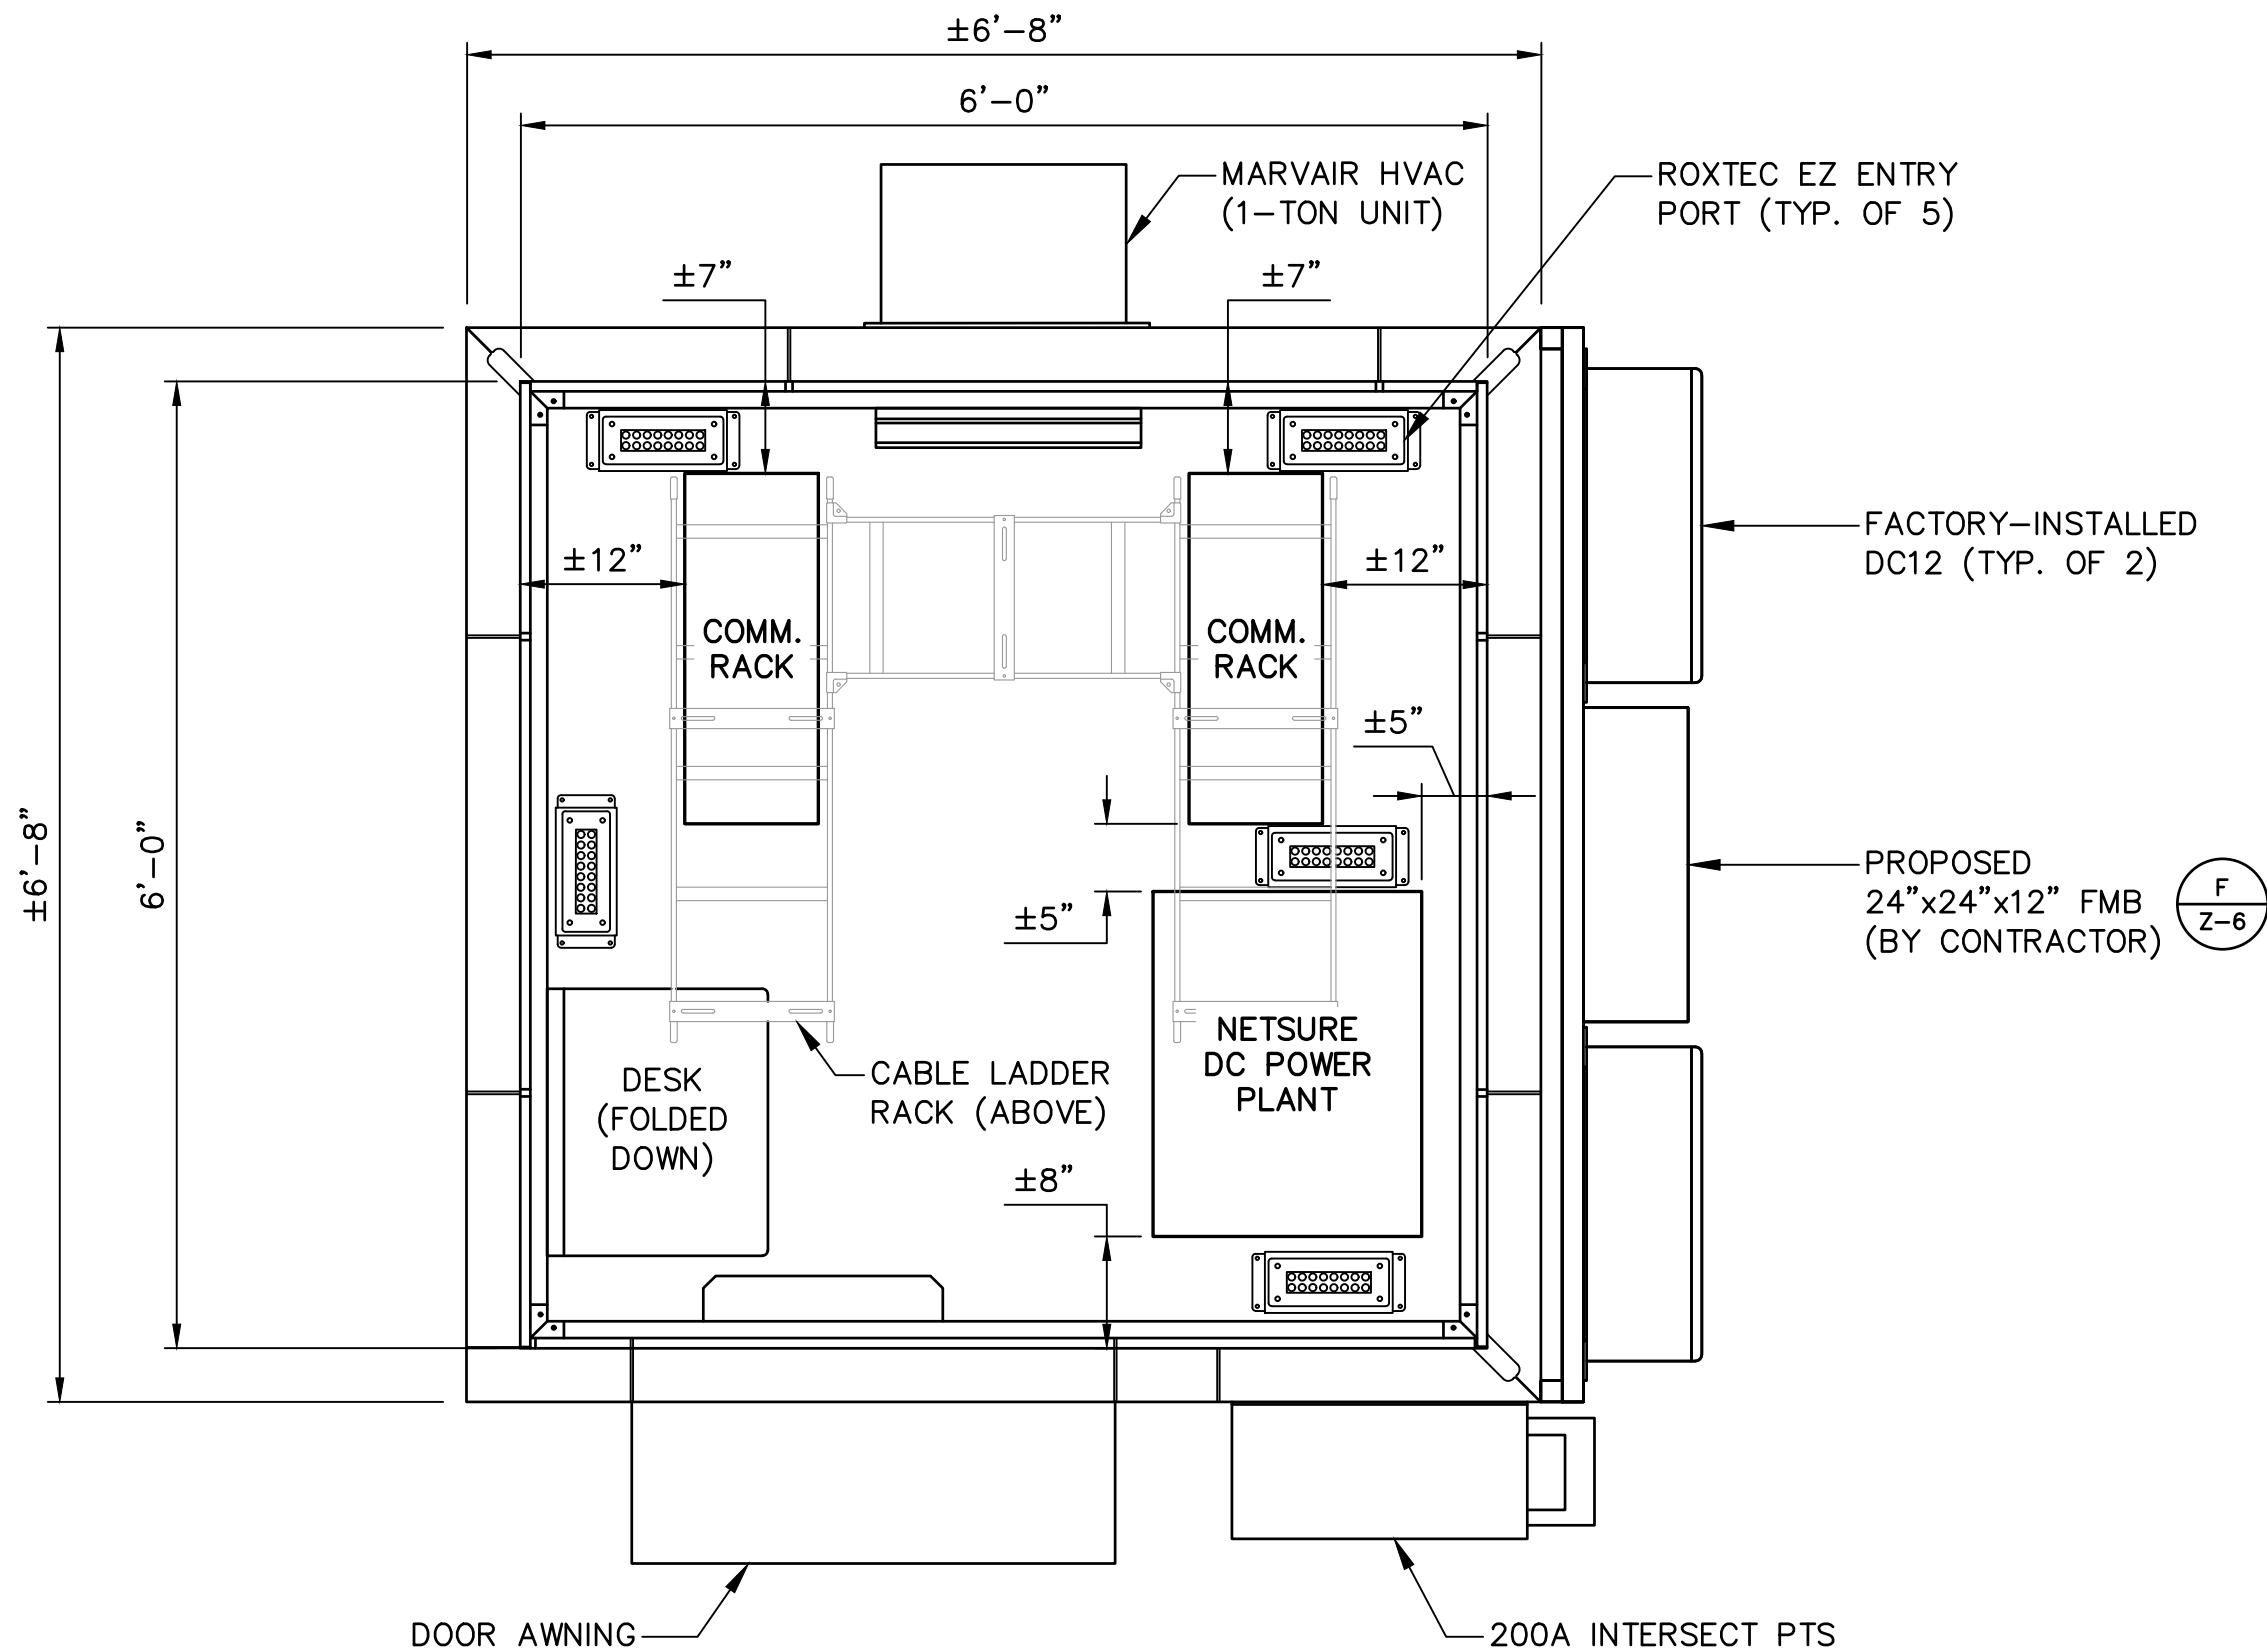 ±6'-8"
6'-0"
MARVAIR HVAC
(1-TON UNIT)
ROXTEC EZ ENTRY
PORT (TYP. OF 5)
±7"
±7"
FACTORY-INSTALLED
DC12 (TYP. OF 2)
±12"
±12"
COMM.
RACK
COMM.
RACK
±5"
±6'-8"
6'-0"
PROPOSED
24"x24"x12" FMB
(BY CONTRACTOR)
F
Z-6
±5"
NETSURE
DC POWER
PLANT
DESK
(FOLDED
DOWN)
CABLE LADDER
RACK (ABOVE)
±8"
DOOR AWNING
200A INTERSECT PTS